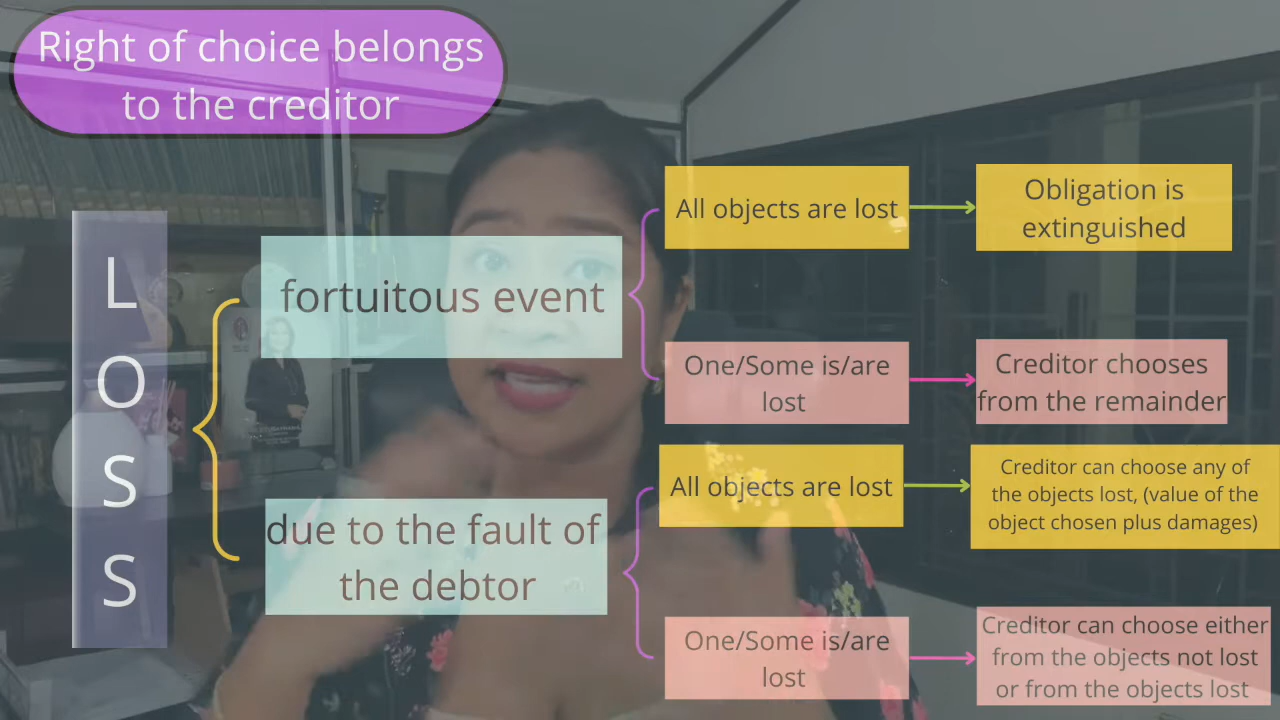 Right of choice belongs
to the creditor
L
O
S
S
fortuitous event
All objects are lost
Obligation is
extinguished
One/Some is/are
lost
Creditor chooses
from the remainder
due to the fault of
the debtor
All objects are lost
Creditor can choose any of
the objects lost, (value of the
object chosen plus damages)
One/Some is/are
lost
Creditor can choose either
from the objects not lost
or from the objects lost